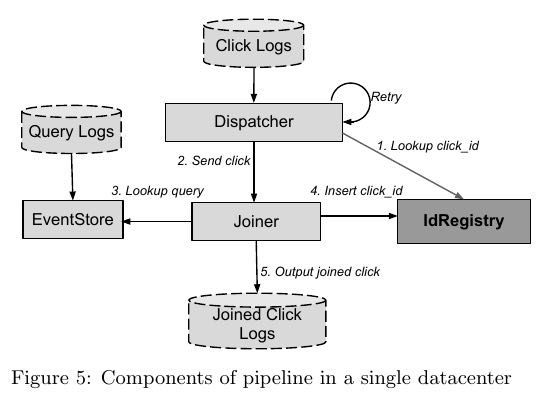 Click Logs
Retry
Dispatcher
Query Logs
1. Lookup click_id
2. Send click
3. Lookup query
4. Insert click_id
EventStore
Joiner
IdRegistry
5. Output joined click
Joined Click
Logs
Figure 5: Components of pipeline in a single datacenter